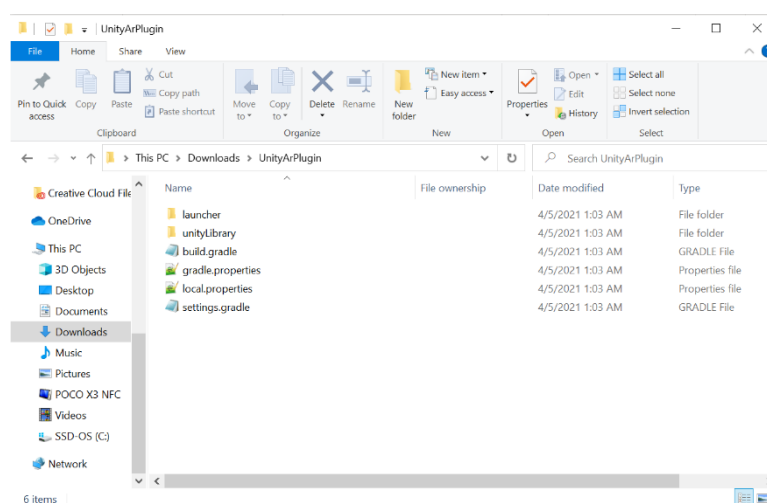 UnityArPlugin
File Home Share View
Pin to Quick access
Copy
Paste
Cut
Copy path
Paste shortcut
Clipboard
Move to
Copy to
Delete
Rename
Organize
New folder
New item
Easy access
New
Properties
Open
Edit
History
Open
Select all
Select none
Invert selection
Select
This PC > Downloads > UnityArPlugin
Search UnityArPlugin
Creative Cloud File
OneDrive
This PC
3D Objects
Desktop
Documents
Downloads
Music
Pictures
POCO X3 NFC
Videos
SSD-OS (C:)
Network
Name File ownership Date modified Type
launcher 4/5/2021 1:03 AM File folder
unityLibrary 4/5/2021 1:03 AM File folder
build.gradle 4/5/2021 1:03 AM GRADLE File
gradle.properties 4/5/2021 1:03 AM Properties file
local.properties 4/5/2021 1:03 AM Properties file
settings.gradle 4/5/2021 1:03 AM GRADLE File
6 items